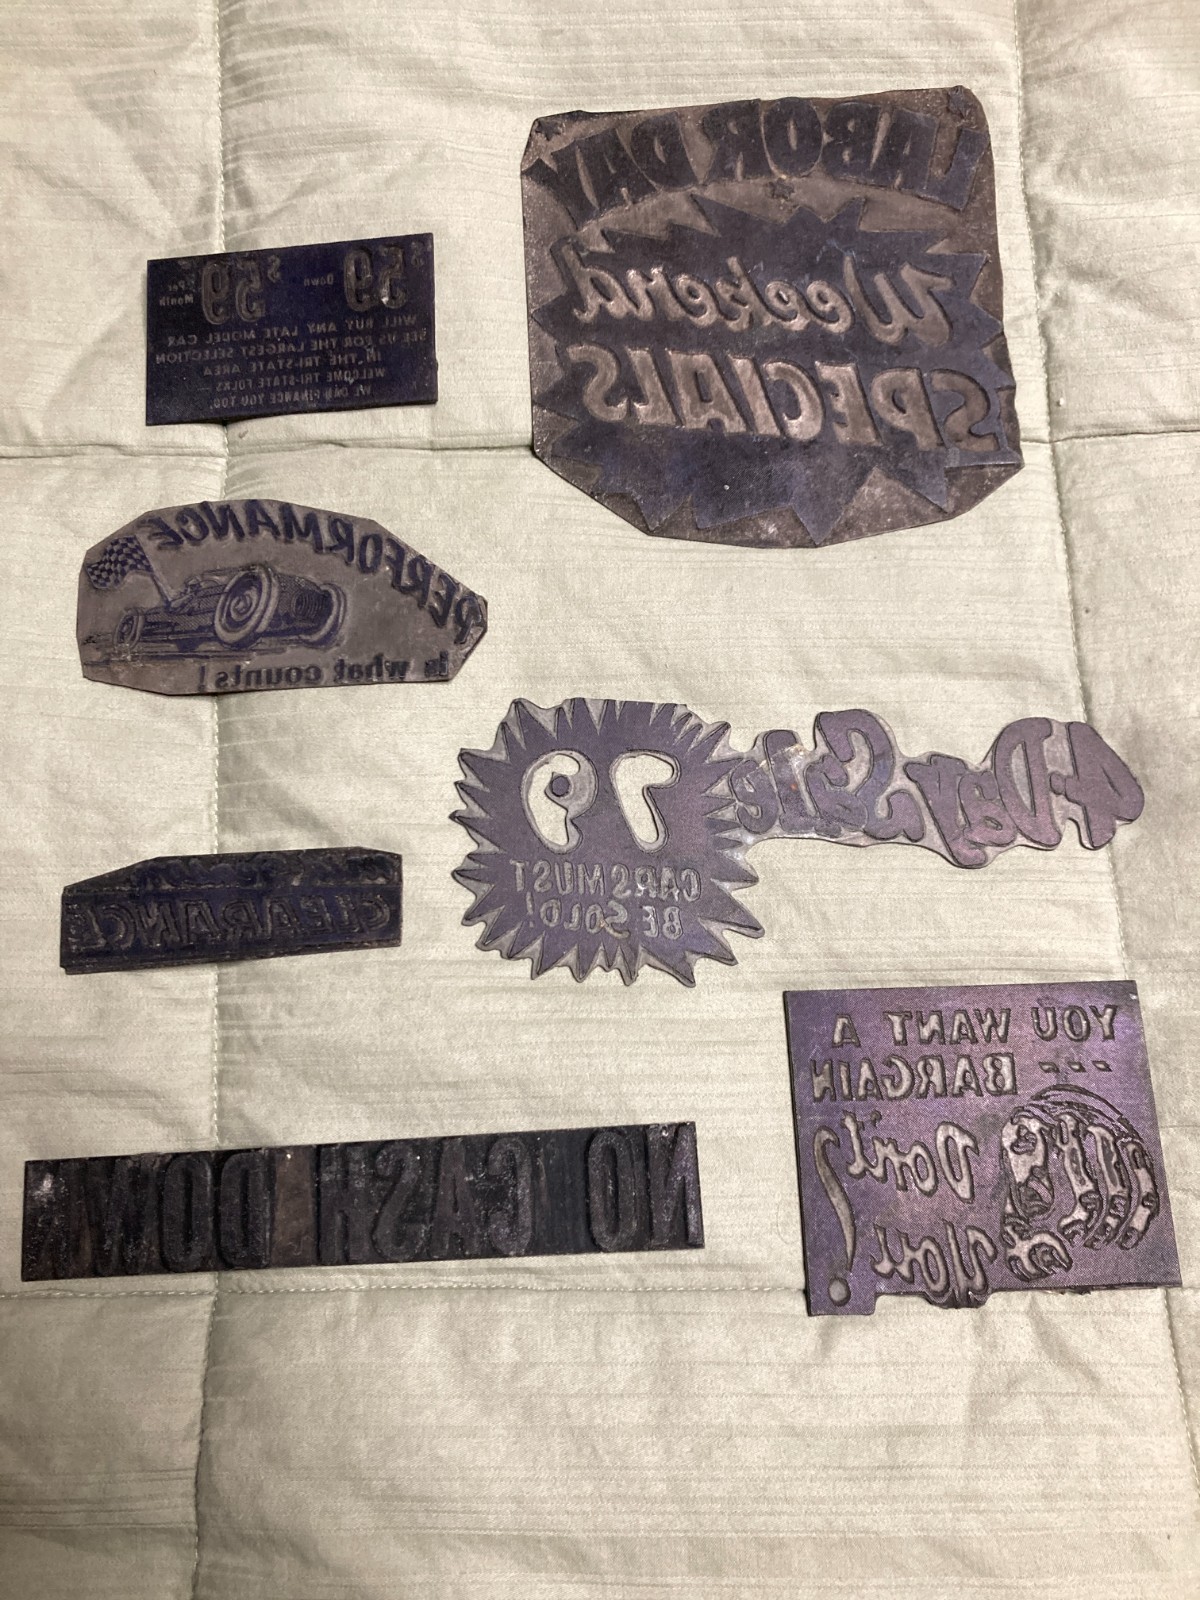 LABOR DAY
Weekend
SPECIALS
$59 Down $59 Per Month
WILL BUY ANY LATE MODEL CAR
SEE US FOR THE LARGEST SELECTION
IN THE TRI-STATE AREA
WELCOME TRI-STATE FOLKS—
WE CAN FINANCE YOU TOO.
PERFORMANCE
is what counts!
4-Day Sale
79
CARS MUST
BE SOLD!
CLEARANCE
YOU WANT A
--- BARGAIN
Don't
You?
NO CASH DOWN